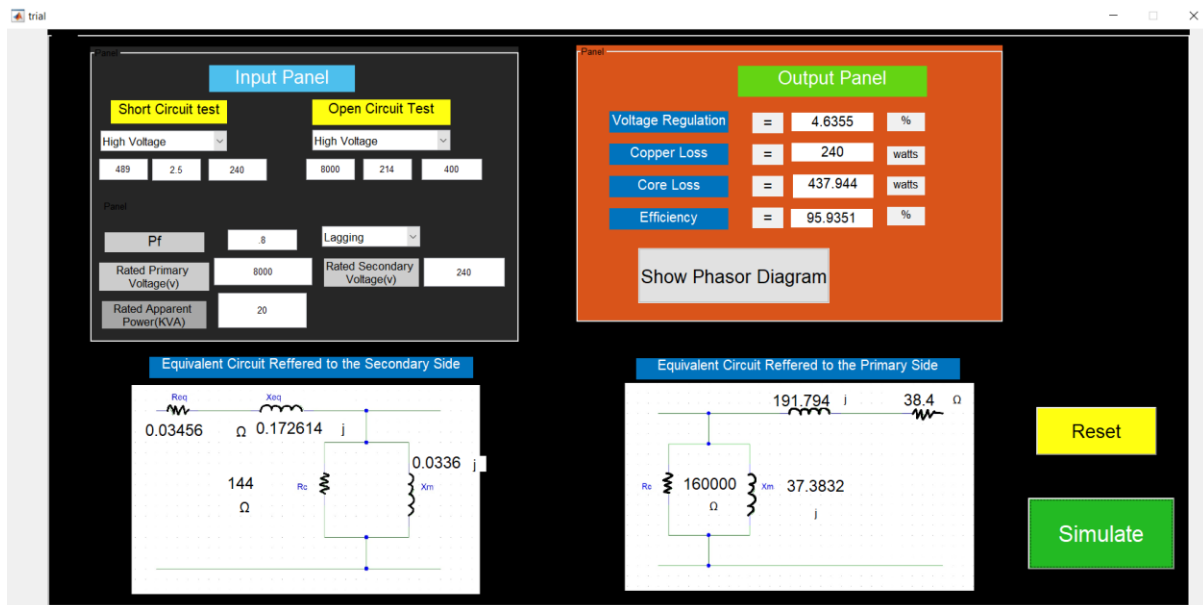 trial
Panel
Input Panel
Short Circuit test
Open Circuit Test
High Voltage
High Voltage
489
2.5
240
8000
214
400
Panel
Pf
.8
Lagging
Rated Primary
Voltage(v)
8000
Rated Secondary
Voltage(v)
240
Rated Apparent
Power(KVA)
20
Panel
Output Panel
Voltage Regulation
=
4.6355
%
Copper Loss
=
240
watts
Core Loss
=
437.944
watts
Efficiency
=
95.9351
%
Show Phasor Diagram
Equivalent Circuit Reffered to the Secondary Side
Req
Xeq
0.03456
Ω
0.172614
j
144
Ω
Rc
0.0336
j
Xm
Equivalent Circuit Reffered to the Primary Side
191.794
j
38.4
Ω
Rc
160000
Ω
Xm
37.3832
j
Reset
Simulate